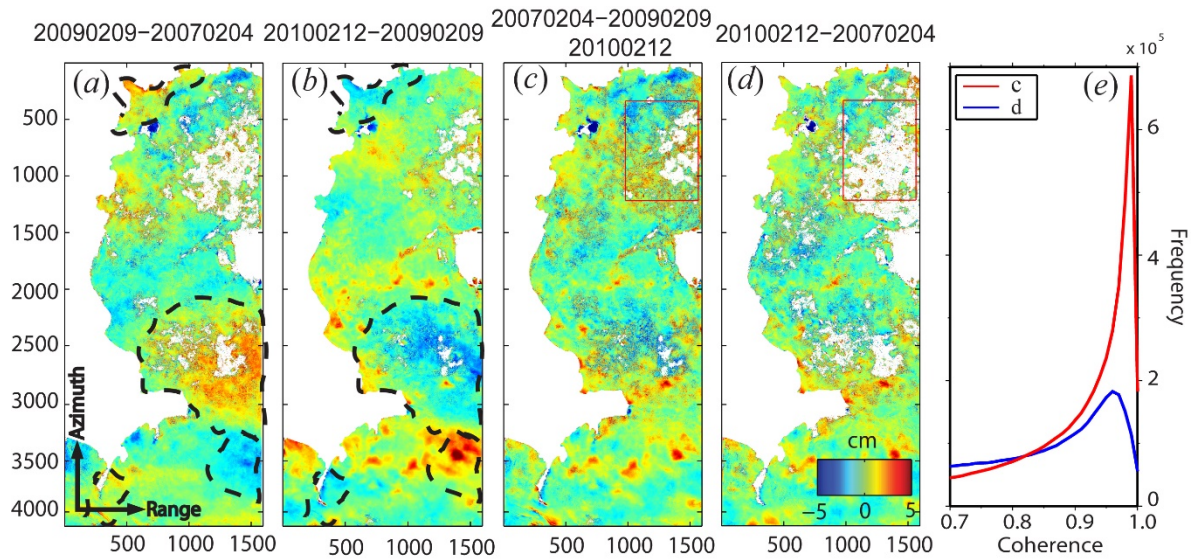 20090209−20070204
20100212−20090209
20070204−20090209
20100212
20100212−20070204
(a)
(b)
(c)
(d)
(e)
x 10⁵
c
d
500
1000
1500
2000
2500
3000
3500
4000
Azimuth
Range
cm
−5 0 5
500 1000 1500
500 1000 1500
500 1000 1500
500 1000 1500
6
4
2
0
Frequency
0.7 0.8 0.9 1.0
Coherence